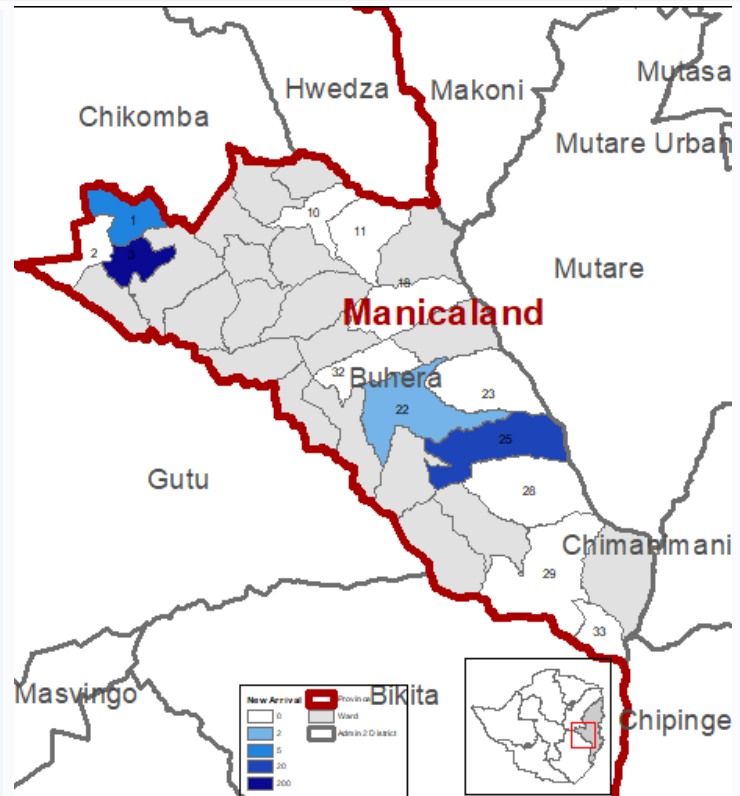 Mutasa
Hwedza
Makoni
Chikomba
Mutare Urban
10
1
11
2
3
Mutare
18
Manicaland
32
Buhera
23
22
25
Gutu
28
Chimanimani
29
33
Masvingo
Bikita
Chipinge
New Arrival
0
2
5
20
200
Province
Ward
Admin 2 District